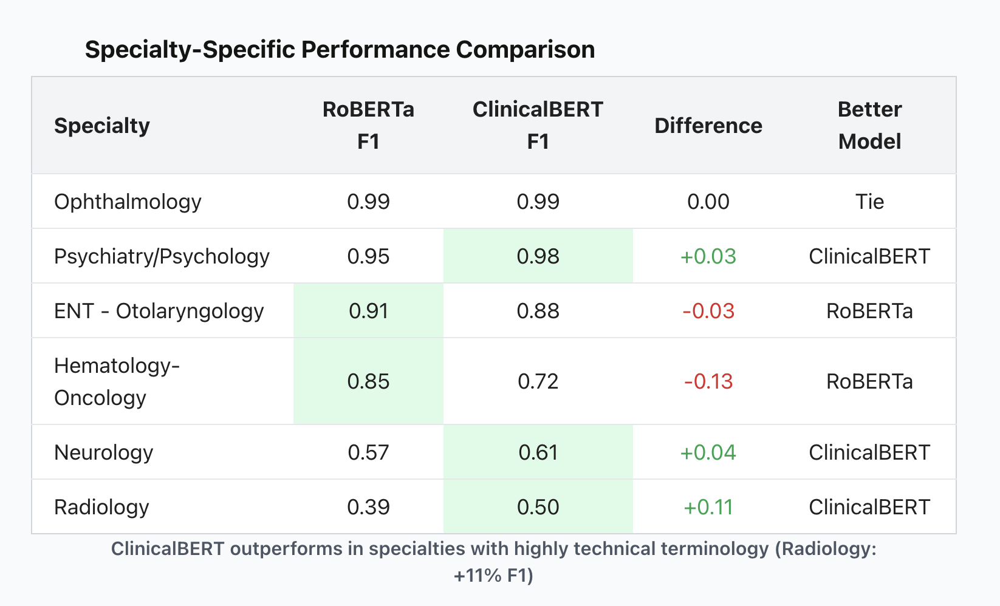 Specialty-Specific Performance Comparison
Specialty RoBERTa F1 ClinicalBERT F1 Difference Better Model
Ophthalmology 0.99 0.99 0.00 Tie
Psychiatry/Psychology 0.95 0.98 +0.03 ClinicalBERT
ENT - Otolaryngology 0.91 0.88 -0.03 RoBERTa
Hematology-Oncology 0.85 0.72 -0.13 RoBERTa
Neurology 0.57 0.61 +0.04 ClinicalBERT
Radiology 0.39 0.50 +0.11 ClinicalBERT
ClinicalBERT outperforms in specialties with highly technical terminology (Radiology:
+11% F1)